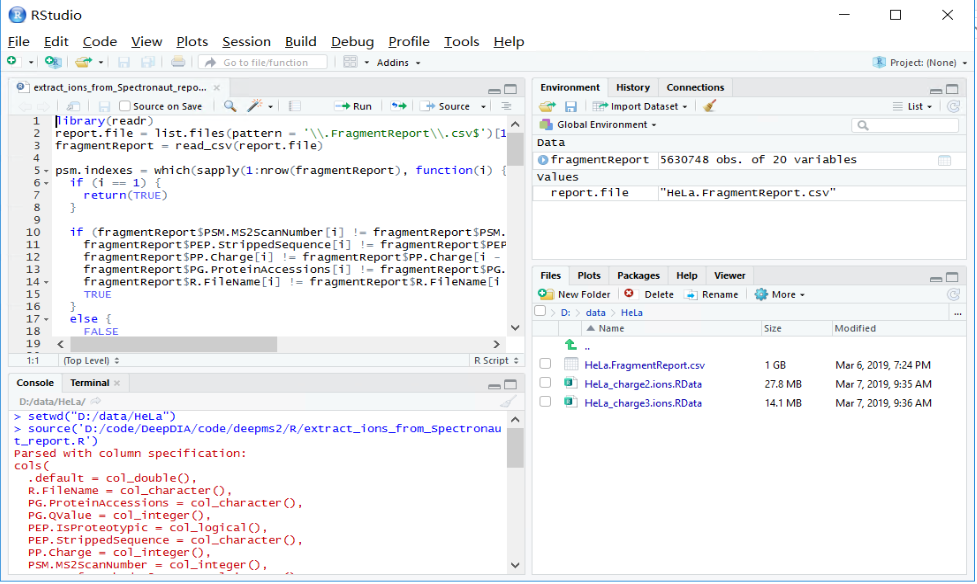 RStudio
File Edit Code View Plots Session Build Debug Profile Tools Help
Go to file/function Addins Project: (None)
extract_ions_from_Spectronaut_repo...
Source on Save Run Source
1 library(readr)
2 report.file = list.files(pattern = '\\.FragmentReport\\.csv$')[1
3 fragmentReport = read_csv(report.file)
4
5 psm.indexes = which(sapply(1:nrow(fragmentReport), function(i) {
6 if (i == 1) {
7 return(TRUE)
8 }
9
10 if (fragmentReport$PSM.MS2ScanNumber[i] != fragmentReport$PSM.
11 fragmentReport$PEP.StrippedSequence[i] != fragmentReport$PEP
12 fragmentReport$PP.Charge[i] != fragmentReport$PP.Charge[i -
13 fragmentReport$PG.ProteinAccessions[i] != fragmentReport$PG.
14 fragmentReport$R.FileName[i] != fragmentReport$R.FileName[i
15 TRUE
16 }
17 else {
18 FALSE
19
1:1 (Top Level) R Script
Console Terminal
D:/data/HeLa/
> setwd("D:/data/HeLa")
> source('D:/code/DeepDIA/code/deepms2/R/extract_ions_from_Spectronau
t_report.R')
Parsed with column specification:
cols(
.default = col_double(),
R.FileName = col_character(),
PG.ProteinAccessions = col_character(),
PG.QValue = col_integer(),
PEP.IsProteotypic = col_logical(),
PEP.StrippedSequence = col_character(),
PP.Charge = col_integer(),
PSM.MS2ScanNumber = col_integer(),
Environment History Connections
Import Dataset List
Global Environment
Data
fragmentReport 5630748 obs. of 20 variables
Values
report.file "HeLa.FragmentReport.csv"
Files Plots Packages Help Viewer
New Folder Delete Rename More
D: data HeLa ...
Name Size Modified
..
HeLa.FragmentReport.csv 1 GB Mar 6, 2019, 7:24 PM
HeLa_charge2.ions.RData 27.8 MB Mar 7, 2019, 9:35 AM
HeLa_charge3.ions.RData 14.1 MB Mar 7, 2019, 9:36 AM